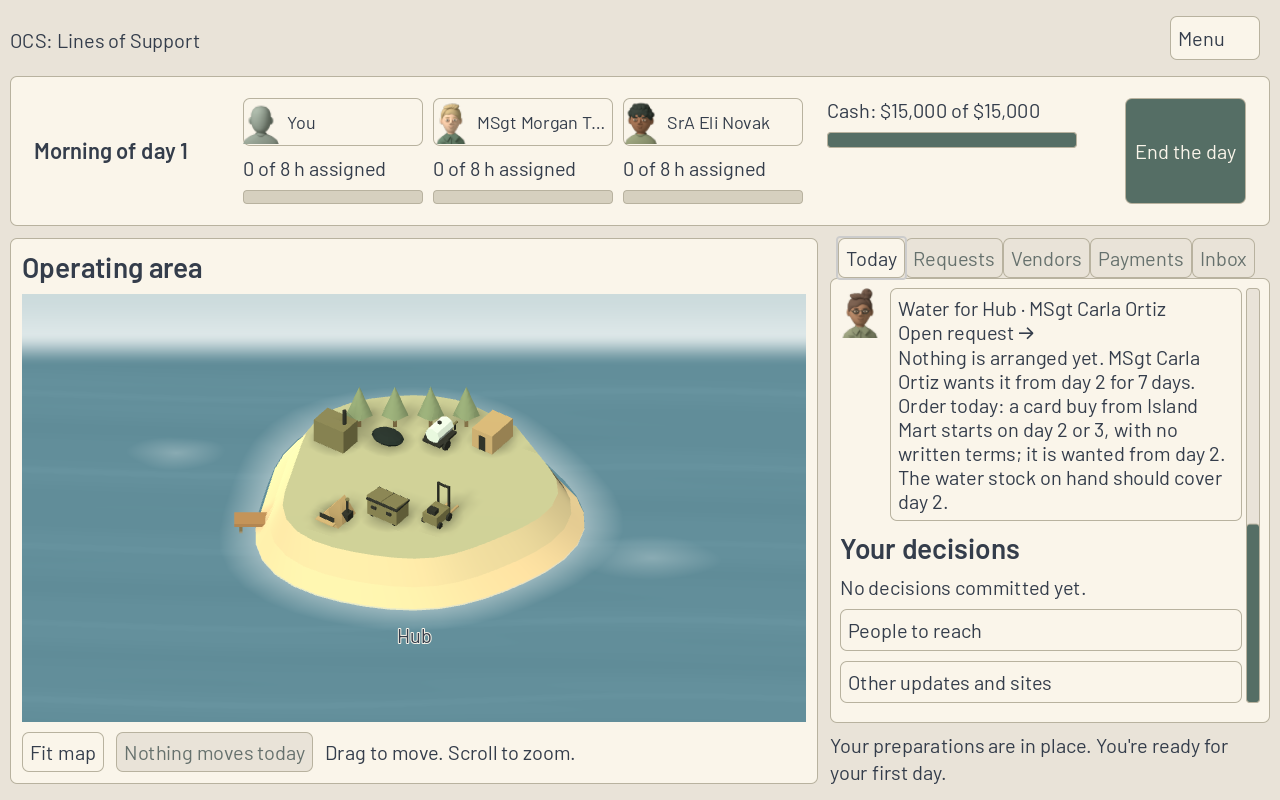 OCS: Lines of Support
Menu
Morning of day 1
You
MSgt Morgan T...
SrA Eli Novak
0 of 8 h assigned
0 of 8 h assigned
0 of 8 h assigned
Cash: $15,000 of $15,000
End the day
Operating area
Hub
Fit map
Nothing moves today
Drag to move. Scroll to zoom.
Today
Requests
Vendors
Payments
Inbox
Water for Hub · MSgt Carla Ortiz
Open request →
Nothing is arranged yet. MSgt Carla
Ortiz wants it from day 2 for 7 days.
Order today: a card buy from Island
Mart starts on day 2 or 3, with no
written terms; it is wanted from day 2.
The water stock on hand should cover
day 2.
Your decisions
No decisions committed yet.
People to reach
Other updates and sites
Your preparations are in place. You're ready for
your first day.